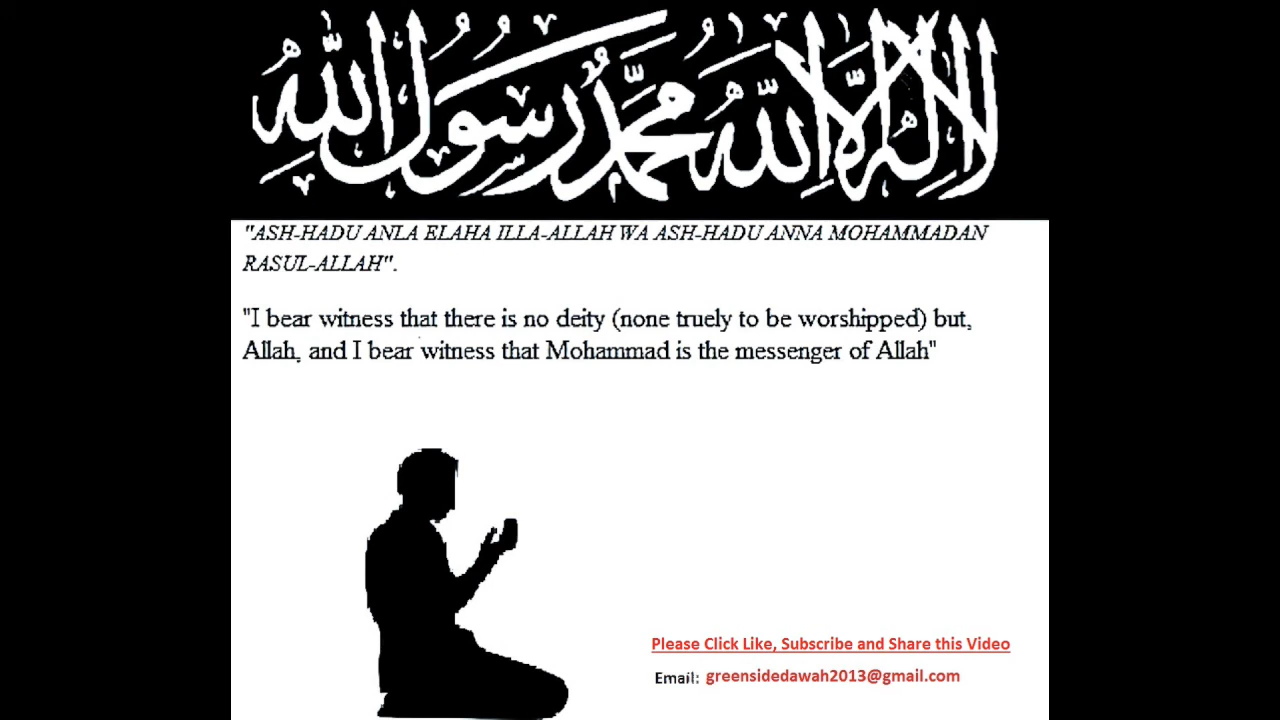 لا إله إلا الله محمد رسول الله
"ASH-HADU ANLA ELAHA ILLA-ALLAH WA ASH-HADU ANNA MOHAMMADAN
RASUL-ALLAH".
"I bear witness that there is no deity (none truely to be worshipped) but,
Allah, and I bear witness that Mohammad is the messenger of Allah"
Please Click Like, Subscribe and Share this Video
Email: greensidedawah2013@gmail.com